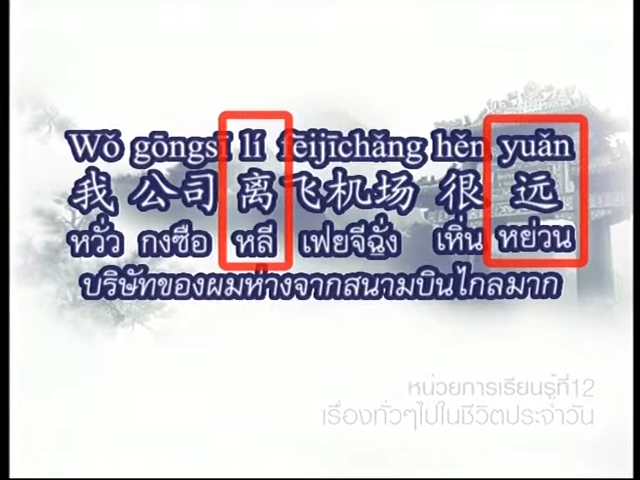 Wǒ gōngsī lí fēijīchǎng hěn yuǎn
我 公司 离 飞机场 很 远
หวั่ว กงซือ หลี เฟยจีฉั่ง เหิ่น หย่วน
บริษัทของผมห่างจากสนามบินไกลมาก
หน่วยการเรียนรู้ที่12
เรื่องทั่วๆไปในชีวิตประจำวัน